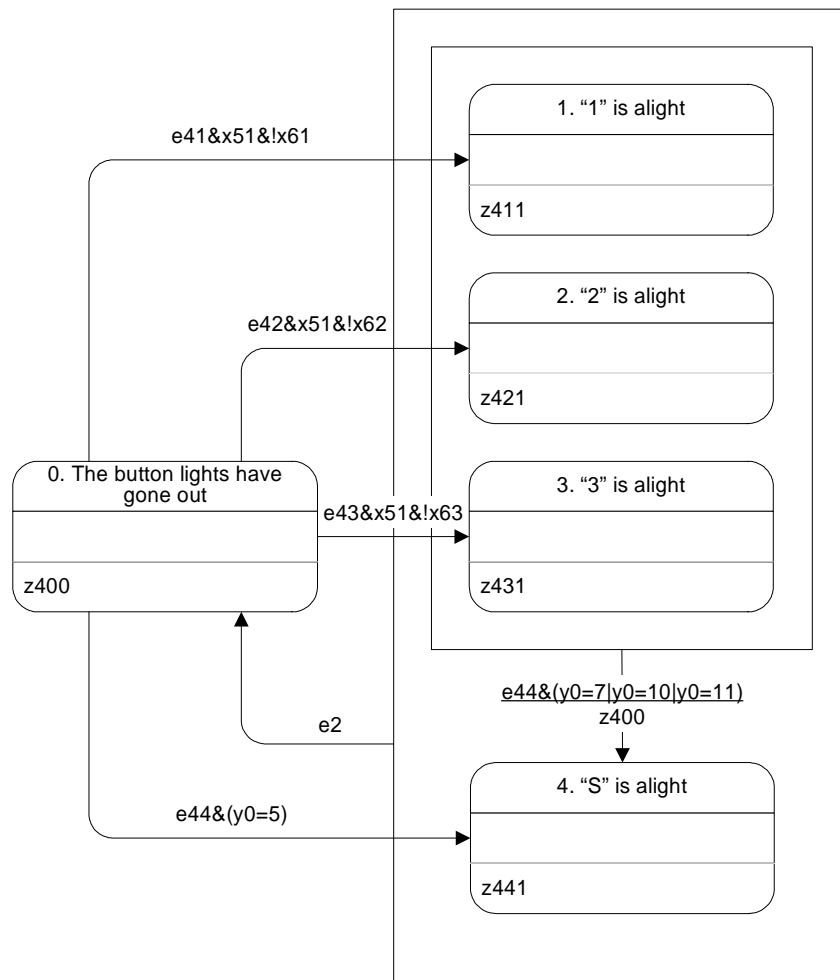 1. “1” is alight
e41&x51&!x61
z411
2. “2” is alight
e42&x51&!x62
z421
0. The button lights have
gone out
3. “3” is alight
e43&x51&!x63
z400
z431
e44&(y0=7|y0=10|y0=11)
z400
e2
4. “S” is alight
e44&(y0=5)
z441